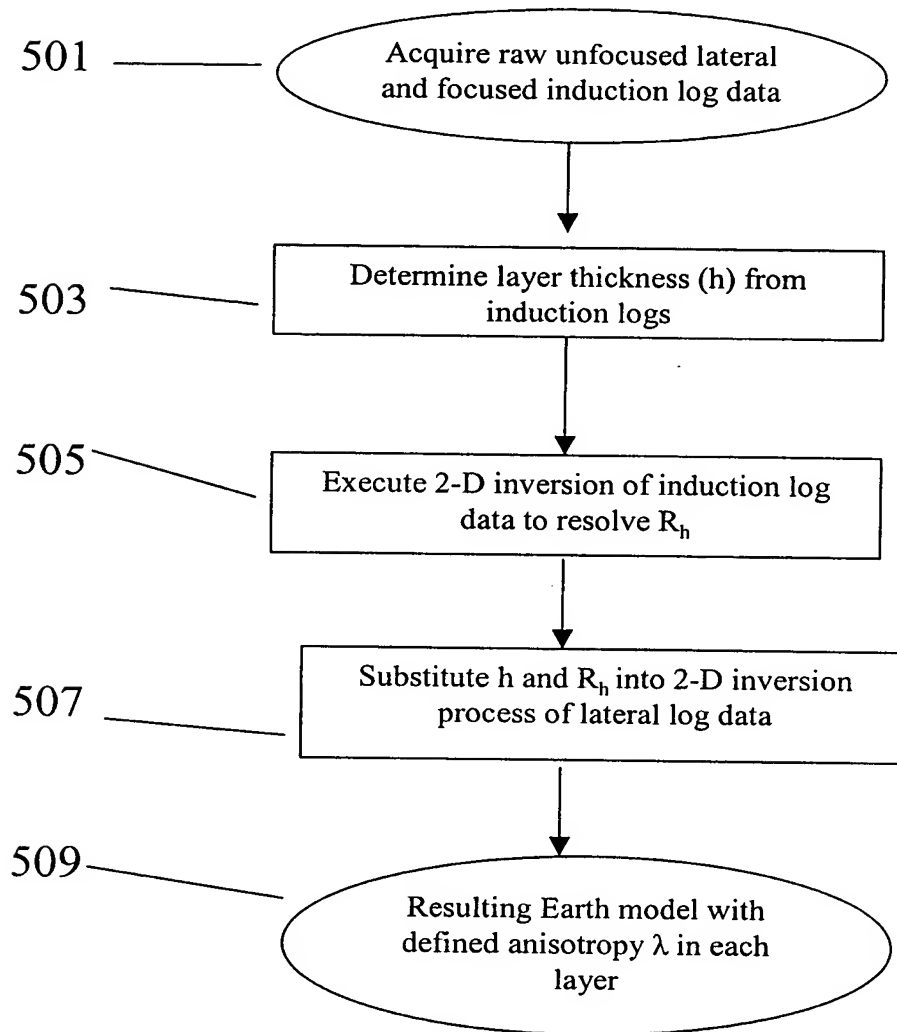 501
Acquire raw unfocused lateral
and focused induction log data
503
Determine layer thickness (h) from
induction logs
505
Execute 2-D inversion of induction log
data to resolve Rₕ
507
Substitute h and Rₕ into 2-D inversion
process of lateral log data
509
Resulting Earth model with
defined anisotropy λ in each
layer